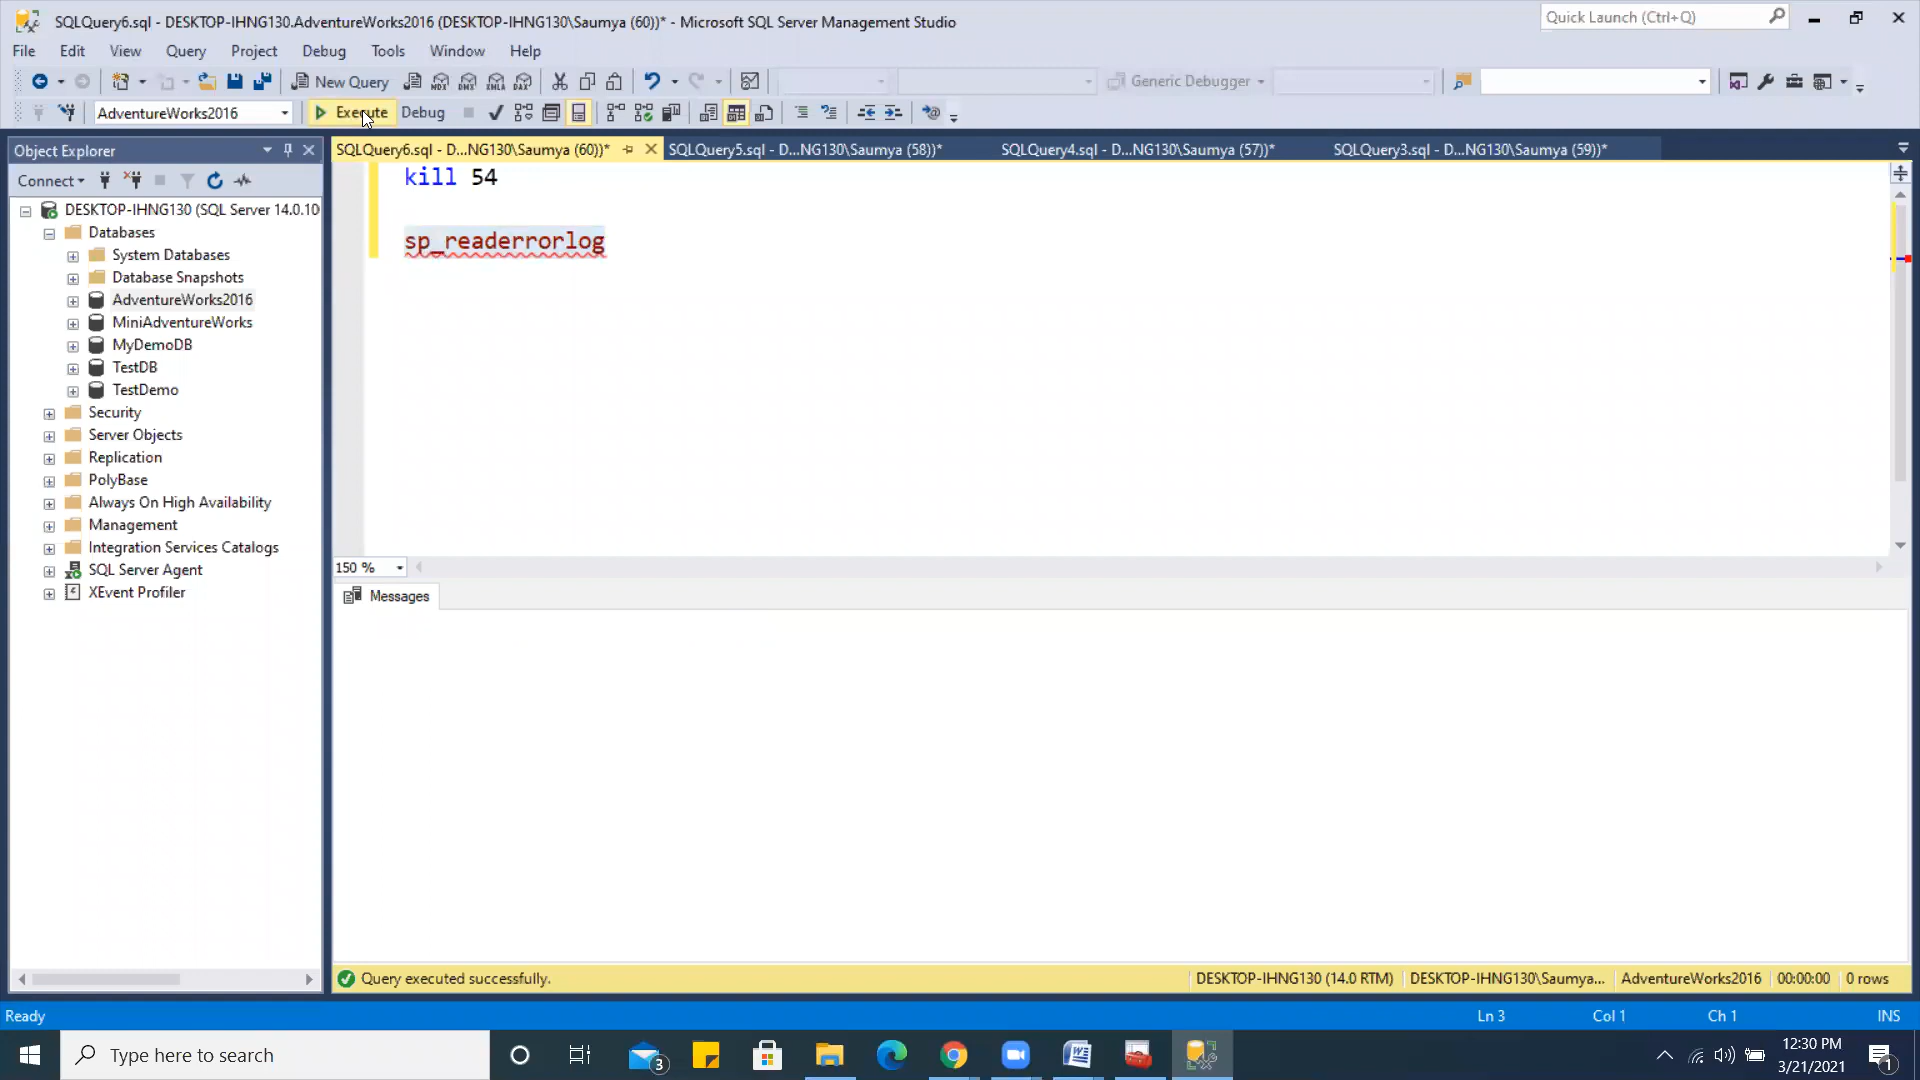 SQLQuery6.sql - DESKTOP-IHNG130.AdventureWorks2016 (DESKTOP-IHNG130\Saumya (60))* - Microsoft SQL Server Management Studio
Quick Launch (Ctrl+Q)
File Edit View Query Project Debug Tools Window Help
New Query
MDX DMX XMLA DAX
Generic Debugger
AdventureWorks2016
Execute Debug
Object Explorer
SQLQuery6.sql - D...NG130\Saumya (60))*
SQLQuery5.sql - D...NG130\Saumya (58))*
SQLQuery4.sql - D...NG130\Saumya (57))*
SQLQuery3.sql - D...NG130\Saumya (59))*
Connect
DESKTOP-IHNG130 (SQL Server 14.0.10
Databases
System Databases
Database Snapshots
AdventureWorks2016
MiniAdventureWorks
MyDemoDB
TestDB
TestDemo
Security
Server Objects
Replication
PolyBase
Always On High Availability
Management
Integration Services Catalogs
SQL Server Agent
XEvent Profiler
kill 54
sp_readerrorlog
150 %
Messages
Query executed successfully.
DESKTOP-IHNG130 (14.0 RTM)
DESKTOP-IHNG130\Saumya...
AdventureWorks2016
00:00:00
0 rows
Ready
Ln 3
Col 1
Ch 1
INS
Type here to search
3
12:30 PM
3/21/2021
1